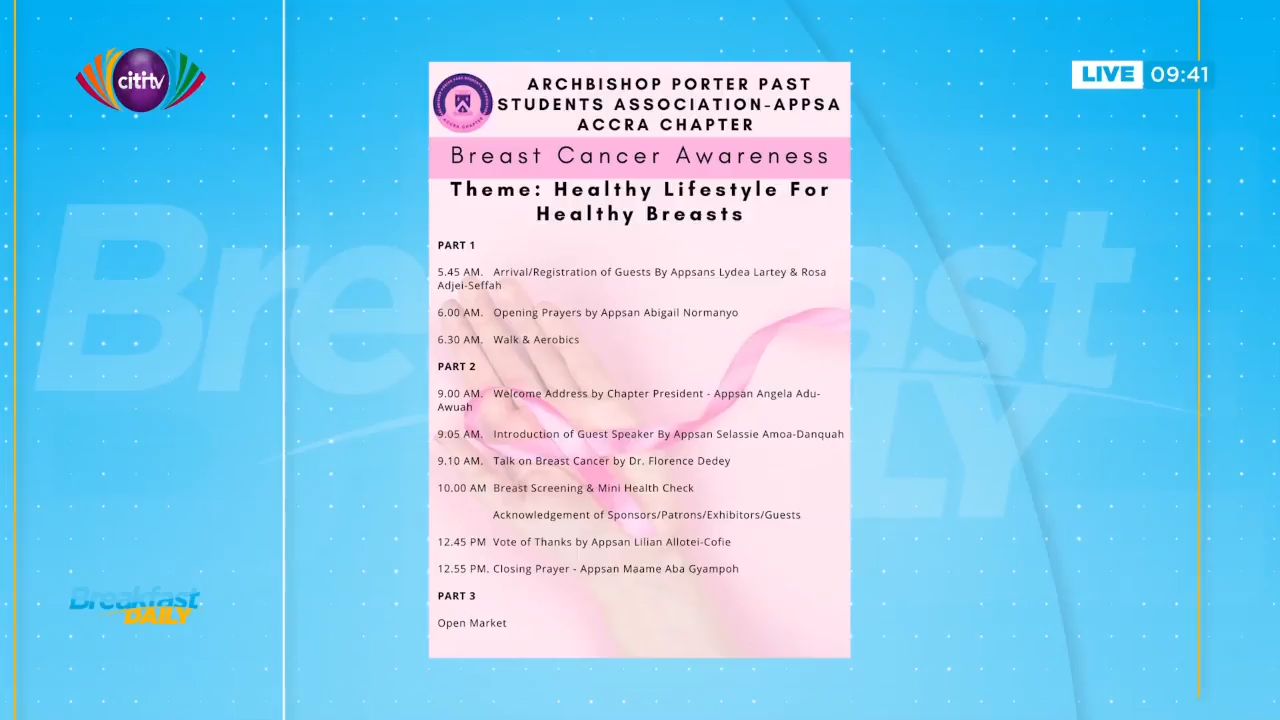 citi tv
LIVE 09:41
ARCHBISHOP PORTER PAST
STUDENTS ASSOCIATION-APPSA
ACCRA CHAPTER
ACCRA CHAPTER
Breast Cancer Awareness
Theme: Healthy Lifestyle For
Healthy Breasts
PART 1
5.45 AM. Arrival/Registration of Guests By Appsans Lydea Lartey & Rosa
Adjei-Seffah
6.00 AM. Opening Prayers by Appsan Abigail Normanyo
6.30 AM. Walk & Aerobics
PART 2
9.00 AM. Welcome Address by Chapter President - Appsan Angela Adu-
Awuah
9.05 AM. Introduction of Guest Speaker By Appsan Selassie Amoa-Danquah
9.10 AM. Talk on Breast Cancer by Dr. Florence Dedey
10.00 AM Breast Screening & Mini Health Check
Acknowledgement of Sponsors/Patrons/Exhibitors/Guests
12.45 PM Vote of Thanks by Appsan Lilian Allotei-Cofie
12.55 PM. Closing Prayer - Appsan Maame Aba Gyampoh
PART 3
Open Market
Breakfast
DAILY